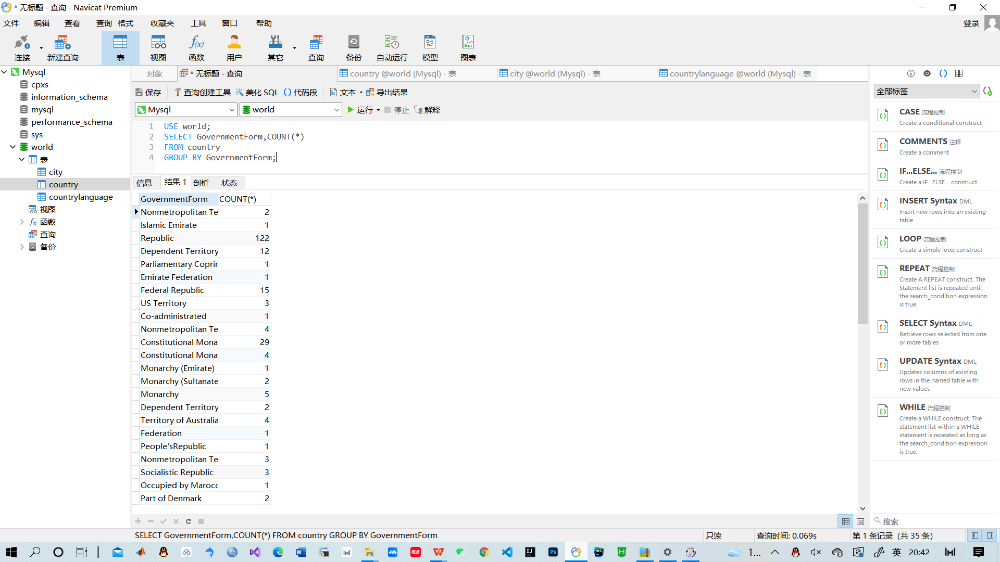 * 无标题 - 查询 - Navicat Premium
文件 编辑 查看 查询 格式 收藏夹 工具 窗口 帮助 登录
连接 新建查询 表 视图 函数 用户 其它 查询 备份 自动运行 模型 图表
Mysql
cpxs
information_schema
mysql
performance_schema
sys
world
表
city
country
countrylanguage
视图
函数
查询
备份
对象 * 无标题 - 查询 country @world (Mysql) - 表 city @world (Mysql) - 表 countrylanguage @world (Mysql) - 表
保存 查询创建工具 美化 SQL 代码段 文本 导出结果
Mysql world 运行 停止 解释
1 USE world;
2 SELECT GovernmentForm,COUNT(*)
3 FROM country
4 GROUP BY GovernmentForm;
信息 结果 1 剖析 状态
GovernmentForm COUNT(*)
Nonmetropolitan Te 2
Islamic Emirate 1
Republic 122
Dependent Territory 12
Parliamentary Coprin 1
Emirate Federation 1
Federal Republic 15
US Territory 3
Co-administrated 1
Nonmetropolitan Te 4
Constitutional Mona 29
Constitutional Mona 4
Monarchy (Emirate) 1
Monarchy (Sultanate 2
Monarchy 5
Dependent Territory 2
Territory of Australia 4
Federation 1
People'sRepublic 1
Nonmetropolitan Te 3
Socialistic Republic 3
Occupied by Marocc 1
Part of Denmark 2
全部标签
CASE 流程控制
Create a conditional construct
COMMENTS 注释
Create a comment
IF...ELSE... 流程控制
Create a IF...ELSE... construct
INSERT Syntax DML
Insert new rows into an existing
table
LOOP 流程控制
Create a simple loop construct
REPEAT 流程控制
Create A REPEAT construct. The
Statement list is repeated until
the search_condition expression
is true.
SELECT Syntax DML
Retrieve rows selected from one
or more tables
UPDATE Syntax DML
Updates columns of existing
rows in the named table with
new values
WHILE 流程控制
Create a WHILE construct. The
statement list within a WHILE
statement is repeated as long as
the search_condition expression
is true.
搜索
SELECT GovernmentForm,COUNT(*) FROM country GROUP BY GovernmentForm 只读 查询时间: 0.069s 第 1 条记录 (共 35 条)
1... 英 20:42